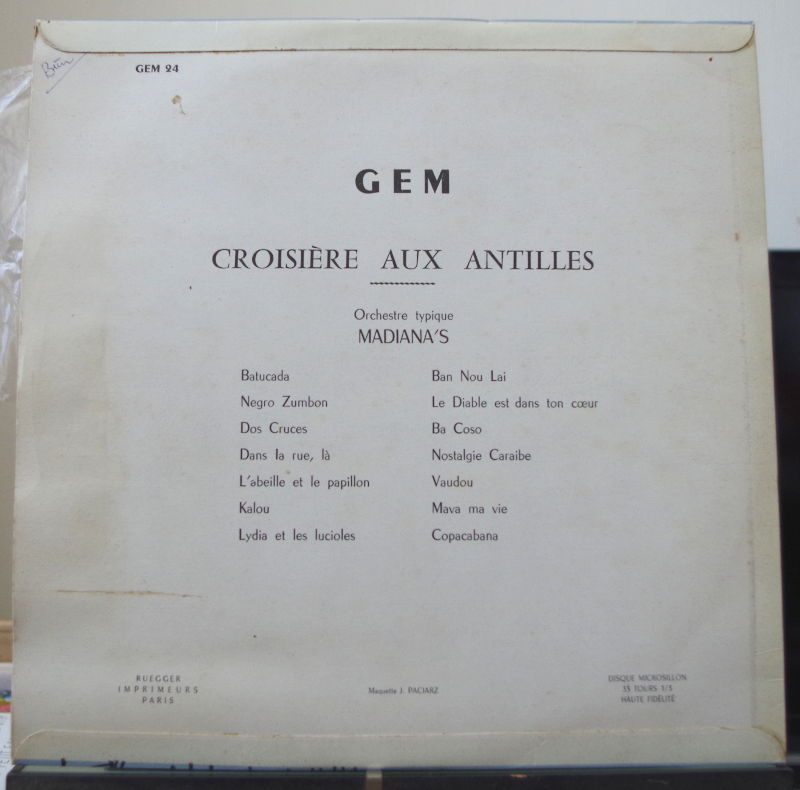 GEM 24
GEM
CROISIÈRE AUX ANTILLES
Orchestre typique
MADIANA'S
Batucada
Negro Zumbon
Dos Cruces
Dans la rue, là
L'abeille et le papillon
Kalou
Lydia et les lucioles
Ban Nou Lai
Le Diable est dans ton cœur
Ba Coso
Nostalgie Caraibe
Vaudou
Mava ma vie
Copacabana
RUEGGER
IMPRIMEURS
PARIS
Maquette J. PACIARZ
DISQUE MICROSILLON
33 TOURS 1/3
HAUTE FIDÉLITÉ